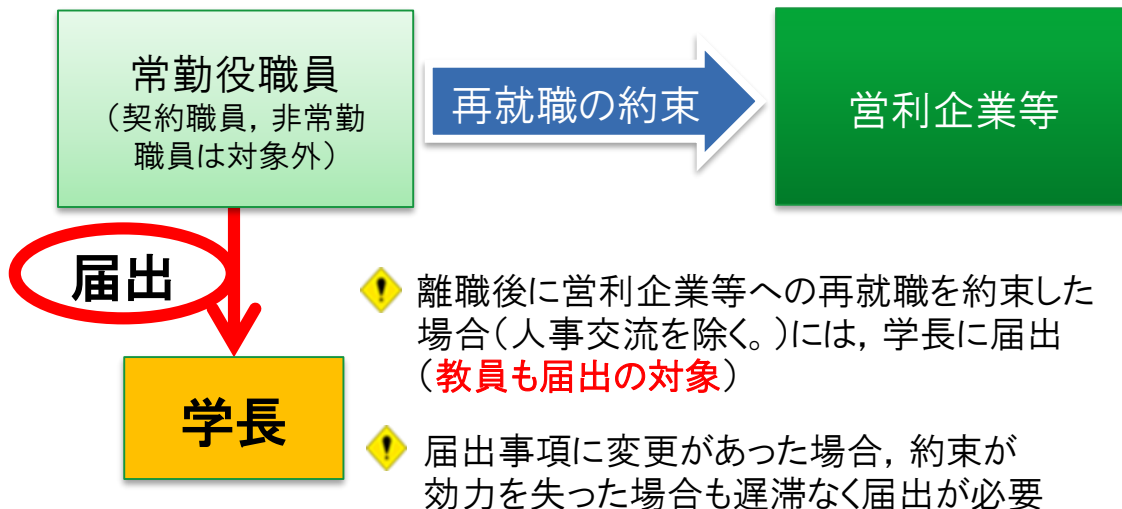 常勤役職員
（契約職員，非常勤
職員は対象外）
再就職の約束
営利企業等
届出
学長
離職後に営利企業等への再就職を約束した
場合（人事交流を除く。）には，学長に届出
（教員も届出の対象）
届出事項に変更があった場合，約束が
効力を失った場合も遅滞なく届出が必要